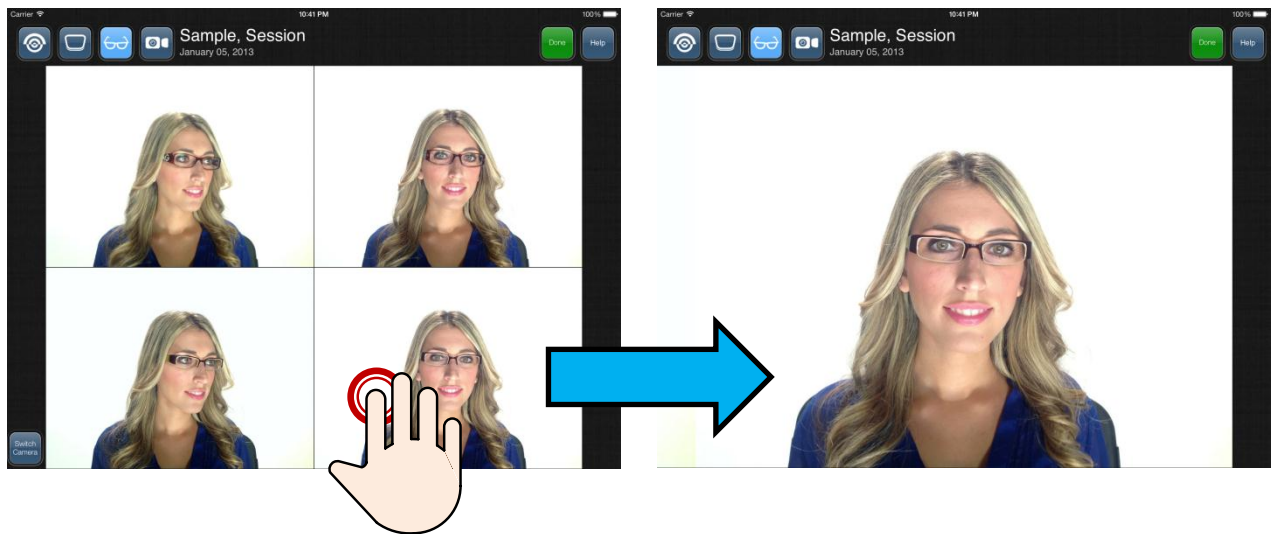 Carrier 10:41 PM 100%
Sample, Session
January 05, 2013
Done
Help
Switch
Camera
Carrier 10:41 PM 100%
Sample, Session
January 05, 2013
Done
Help